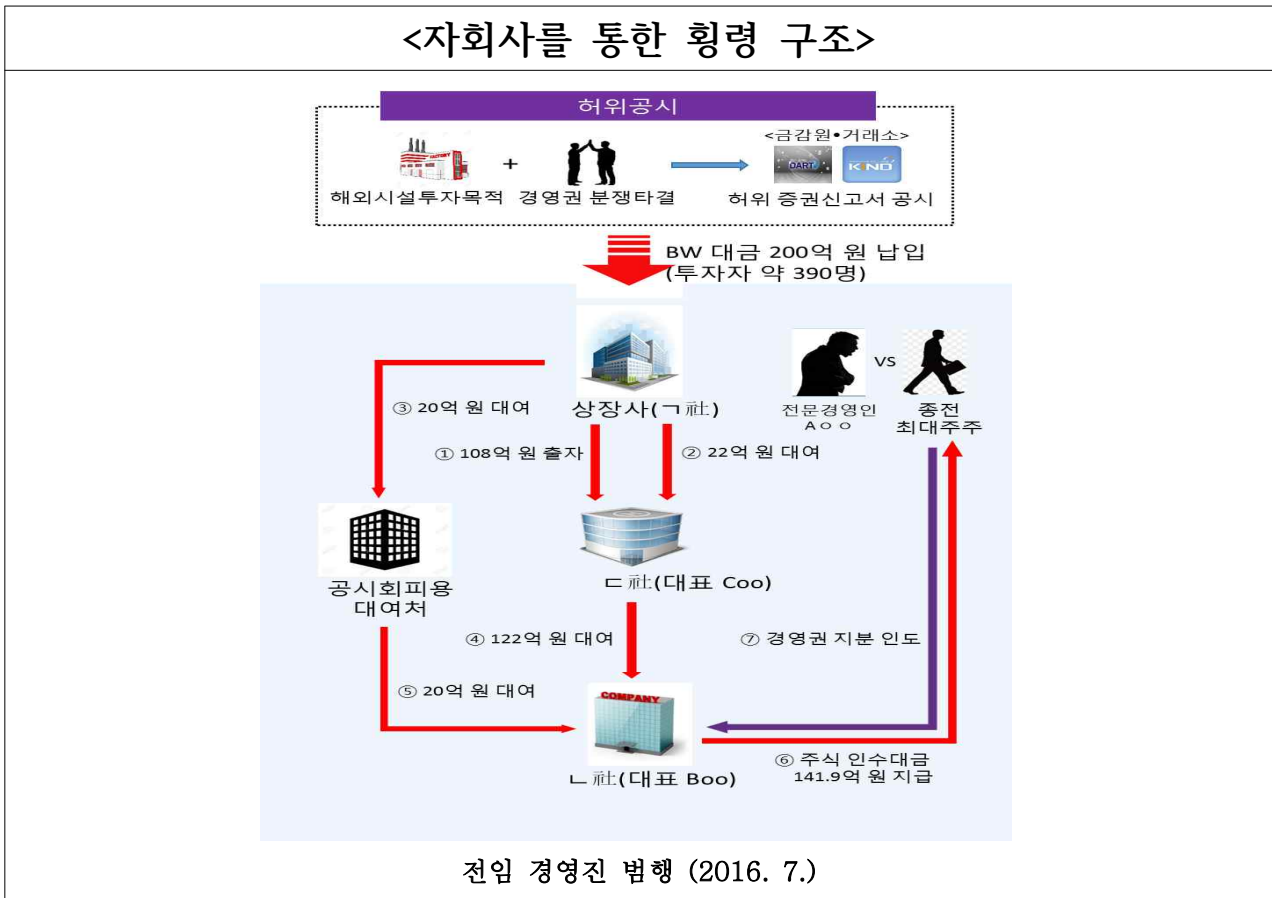 <자회사를 통한 횡령 구조>
허위공시
<금감원•거래소>
FACTORY
+
DART
KIND
해외시설투자목적
경영권 분쟁타결
허위 증권신고서 공시
BW 대금 200억 원 납입
(투자자 약 390명)
VS
③ 20억 원 대여
상장사(ㄱ社)
전문경영인
A○○
종전
최대주주
① 108억 원 출자
② 22억 원 대여
공시회피용
대여처
ㄷ社(대표 Coo)
④ 122억 원 대여
⑦ 경영권 지분 인도
⑤ 20억 원 대여
COMPANY
⑥ 주식 인수대금
141.9억 원 지급
ㄴ社(대표 Boo)
전임 경영진 범행 (2016. 7.)